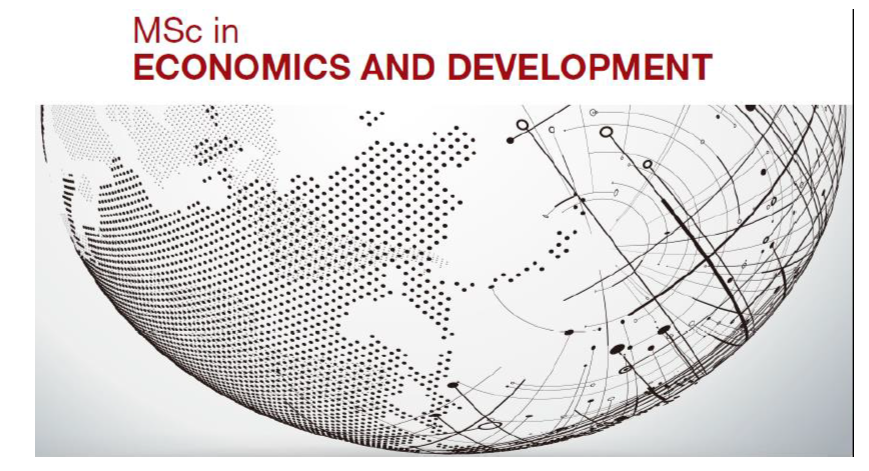 MSc in
ECONOMICS AND DEVELOPMENT